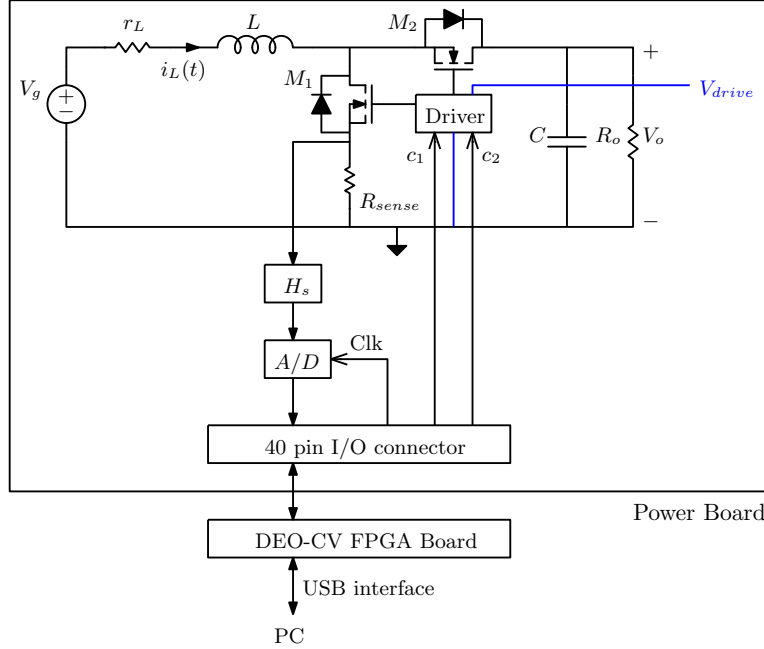 r_L
L
M_2
i_L(t)
V_g
M_1
+
V_drive
Driver
c_1
c_2
C
R_o
V_o
R_sense
−
H_s
Clk
A/D
40 pin I/O connector
Power Board
DEO-CV FPGA Board
USB interface
PC